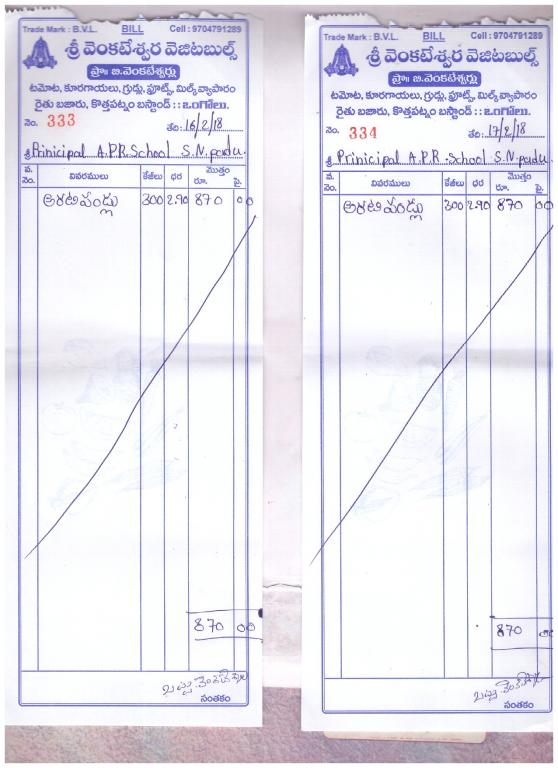 Trade Mark : B.V.L. BILL Cell : 9704791289
శ్రీ వెంకటేశ్వర వెజిటబుల్స్
ప్రొః బి.వెంకటేశ్వర్లు
టమోట, కూరగాయలు, గ్రుడ్లు, ఫ్రూట్స్, మిల్క్ వ్యాపారం
రైతు బజారు, కొత్తపట్నం బస్టాండ్ : : ఒంగోలు.
నెం. 333 తేది: 16/2/18
శ్రీ Prinicipal A.P.R.School S.N.padu.
వ. నెం. వివరములు కేజీలు ధర మొత్తం రూ. పై.
అరటిపండ్లు 300 2.90 870 00
870 00
సంతకం
Trade Mark : B.V.L. BILL Cell : 9704791289
శ్రీ వెంకటేశ్వర వెజిటబుల్స్
ప్రొః బి.వెంకటేశ్వర్లు
టమోట, కూరగాయలు, గ్రుడ్లు, ఫ్రూట్స్, మిల్క్ వ్యాపారం
రైతు బజారు, కొత్తపట్నం బస్టాండ్ : : ఒంగోలు.
నెం. 334 తేది: 17/2/18
శ్రీ Prinicipal A.P.R.School S.N.padu.
వ. నెం. వివరములు కేజీలు ధర మొత్తం రూ. పై.
అరటిపండ్లు 300 2.90 870 00
870 00
సంతకం